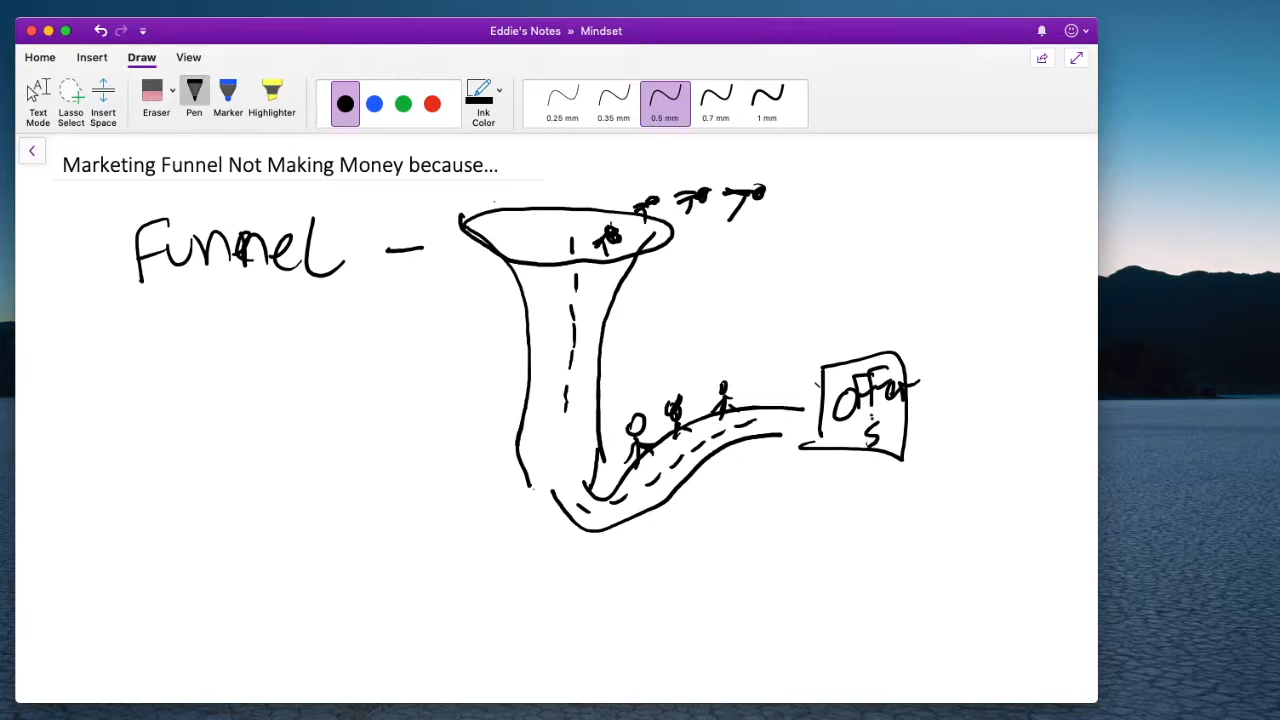 Eddie's Notes » Mindset
Home Insert Draw View
Text Mode Lasso Select Insert Space Eraser Pen Marker Highlighter Ink Color 0.25 mm 0.35 mm 0.5 mm 0.7 mm 1 mm
Marketing Funnel Not Making Money because...
Funnel –
Offer
s